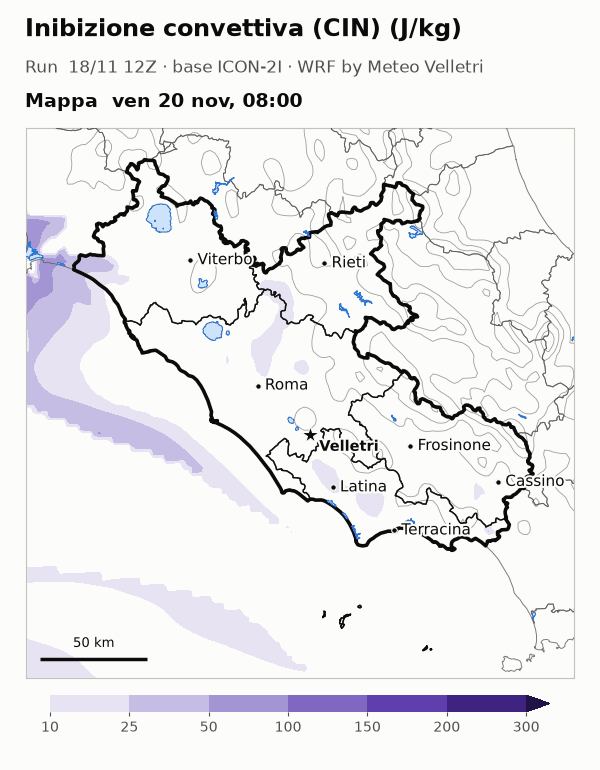 Inibizione convettiva (CIN) (J/kg)
Run  18/11 12Z · base ICON-2I · WRF by Meteo Velletri
Mappa  ven 20 nov, 08:00
Viterbo
Rieti
Roma
Velletri
Frosinone
Latina
Cassino
Terracina
50 km
10 25 50 100 150 200 300